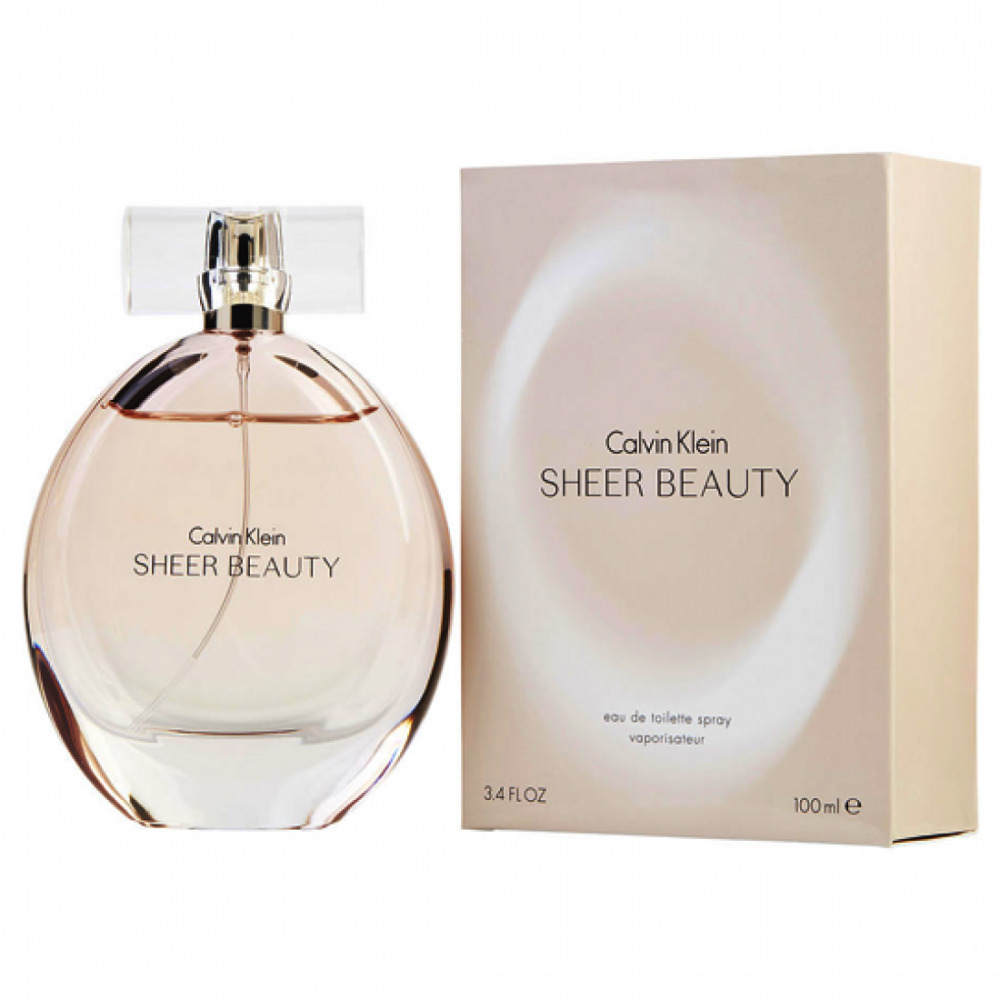 Calvin Klein
SHEER BEAUTY
Calvin Klein
SHEER BEAUTY
eau de toilette spray
vaporisateur
3.4 FL OZ
100 ml ℮